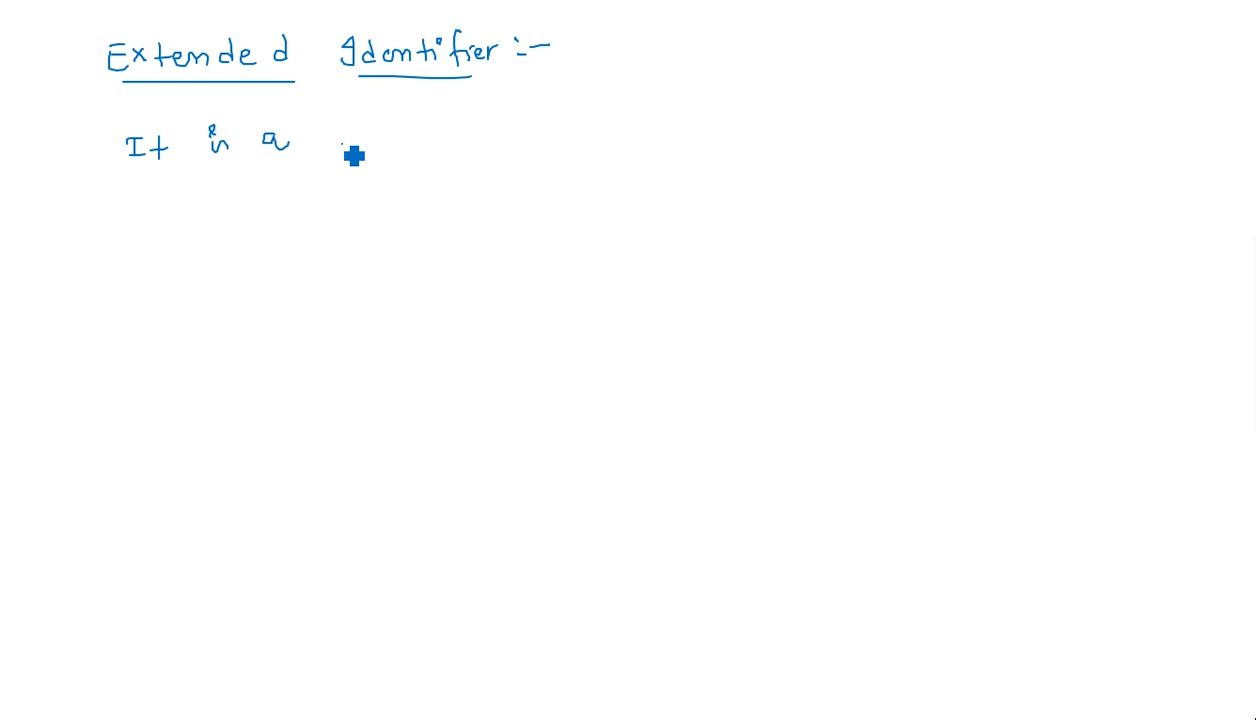 Extended Identifier :-
It is a